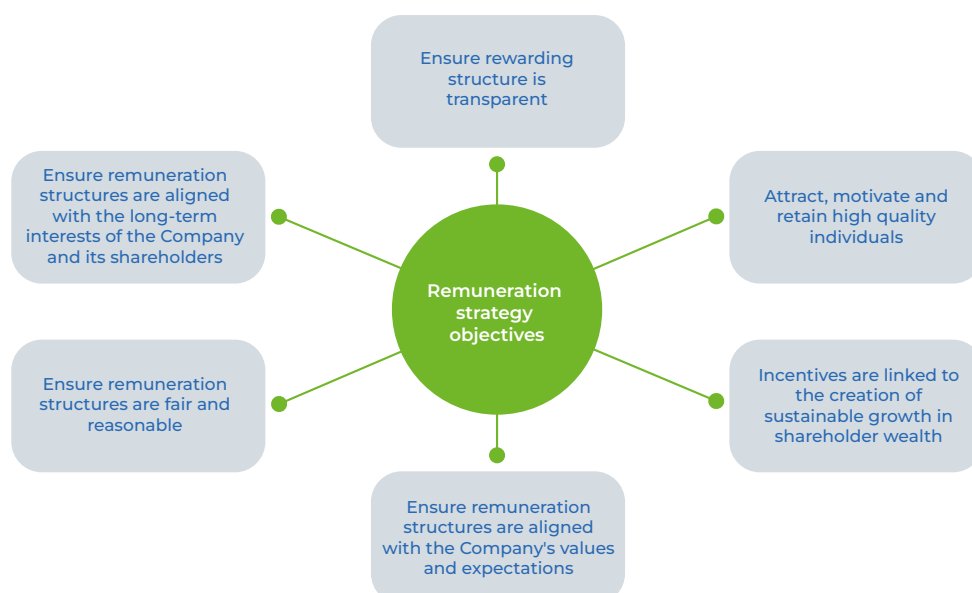 Ensure rewarding
structure is
transparent
Ensure remuneration
structures are aligned
with the long-term
interests of the Company
and its shareholders
Attract, motivate and
retain high quality
individuals
Remuneration
strategy
objectives
Ensure remuneration
structures are fair and
reasonable
Incentives are linked to
the creation of
sustainable growth in
shareholder wealth
Ensure remuneration
structures are aligned
with the Company's values
and expectations